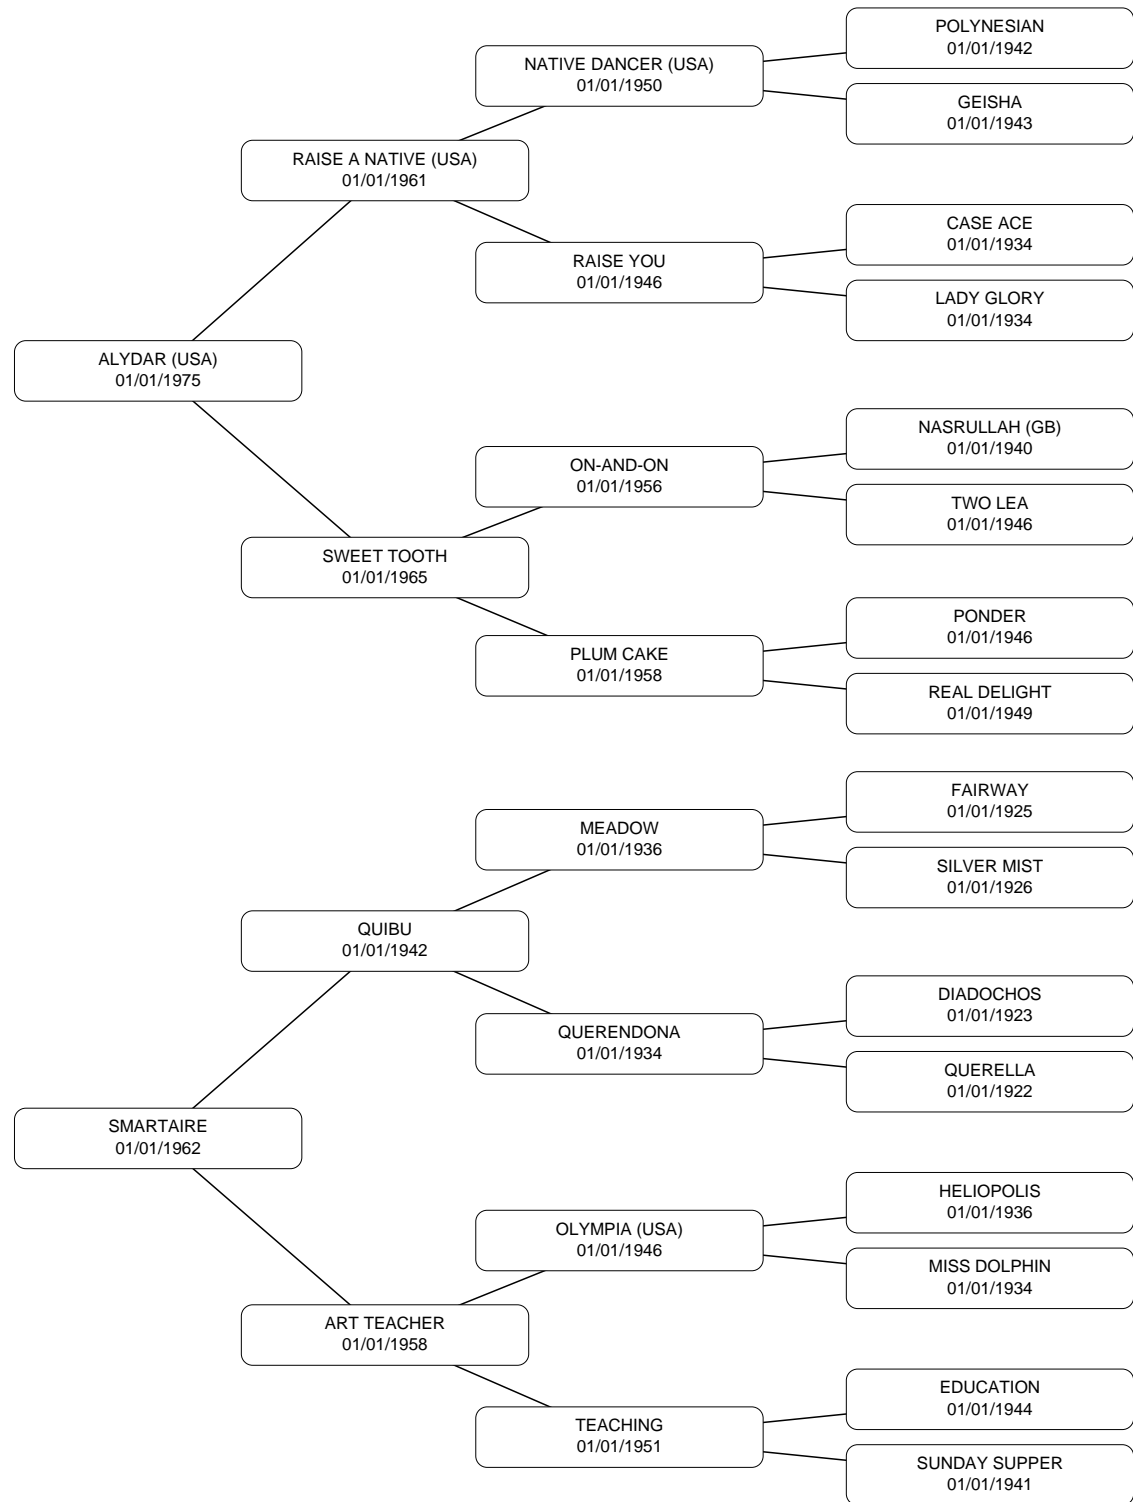 POLYNESIAN
01/01/1942
NATIVE DANCER (USA)
01/01/1950
GEISHA
01/01/1943
RAISE A NATIVE (USA)
01/01/1961
CASE ACE
01/01/1934
RAISE YOU
01/01/1946
LADY GLORY
01/01/1934
ALYDAR (USA)
01/01/1975
NASRULLAH (GB)
01/01/1940
ON-AND-ON
01/01/1956
TWO LEA
01/01/1946
SWEET TOOTH
01/01/1965
PONDER
01/01/1946
PLUM CAKE
01/01/1958
REAL DELIGHT
01/01/1949
FAIRWAY
01/01/1925
MEADOW
01/01/1936
SILVER MIST
01/01/1926
QUIBU
01/01/1942
DIADOCHOS
01/01/1923
QUERENDONA
01/01/1934
QUERELLA
01/01/1922
SMARTAIRE
01/01/1962
HELIOPOLIS
01/01/1936
OLYMPIA (USA)
01/01/1946
MISS DOLPHIN
01/01/1934
ART TEACHER
01/01/1958
EDUCATION
01/01/1944
TEACHING
01/01/1951
SUNDAY SUPPER
01/01/1941